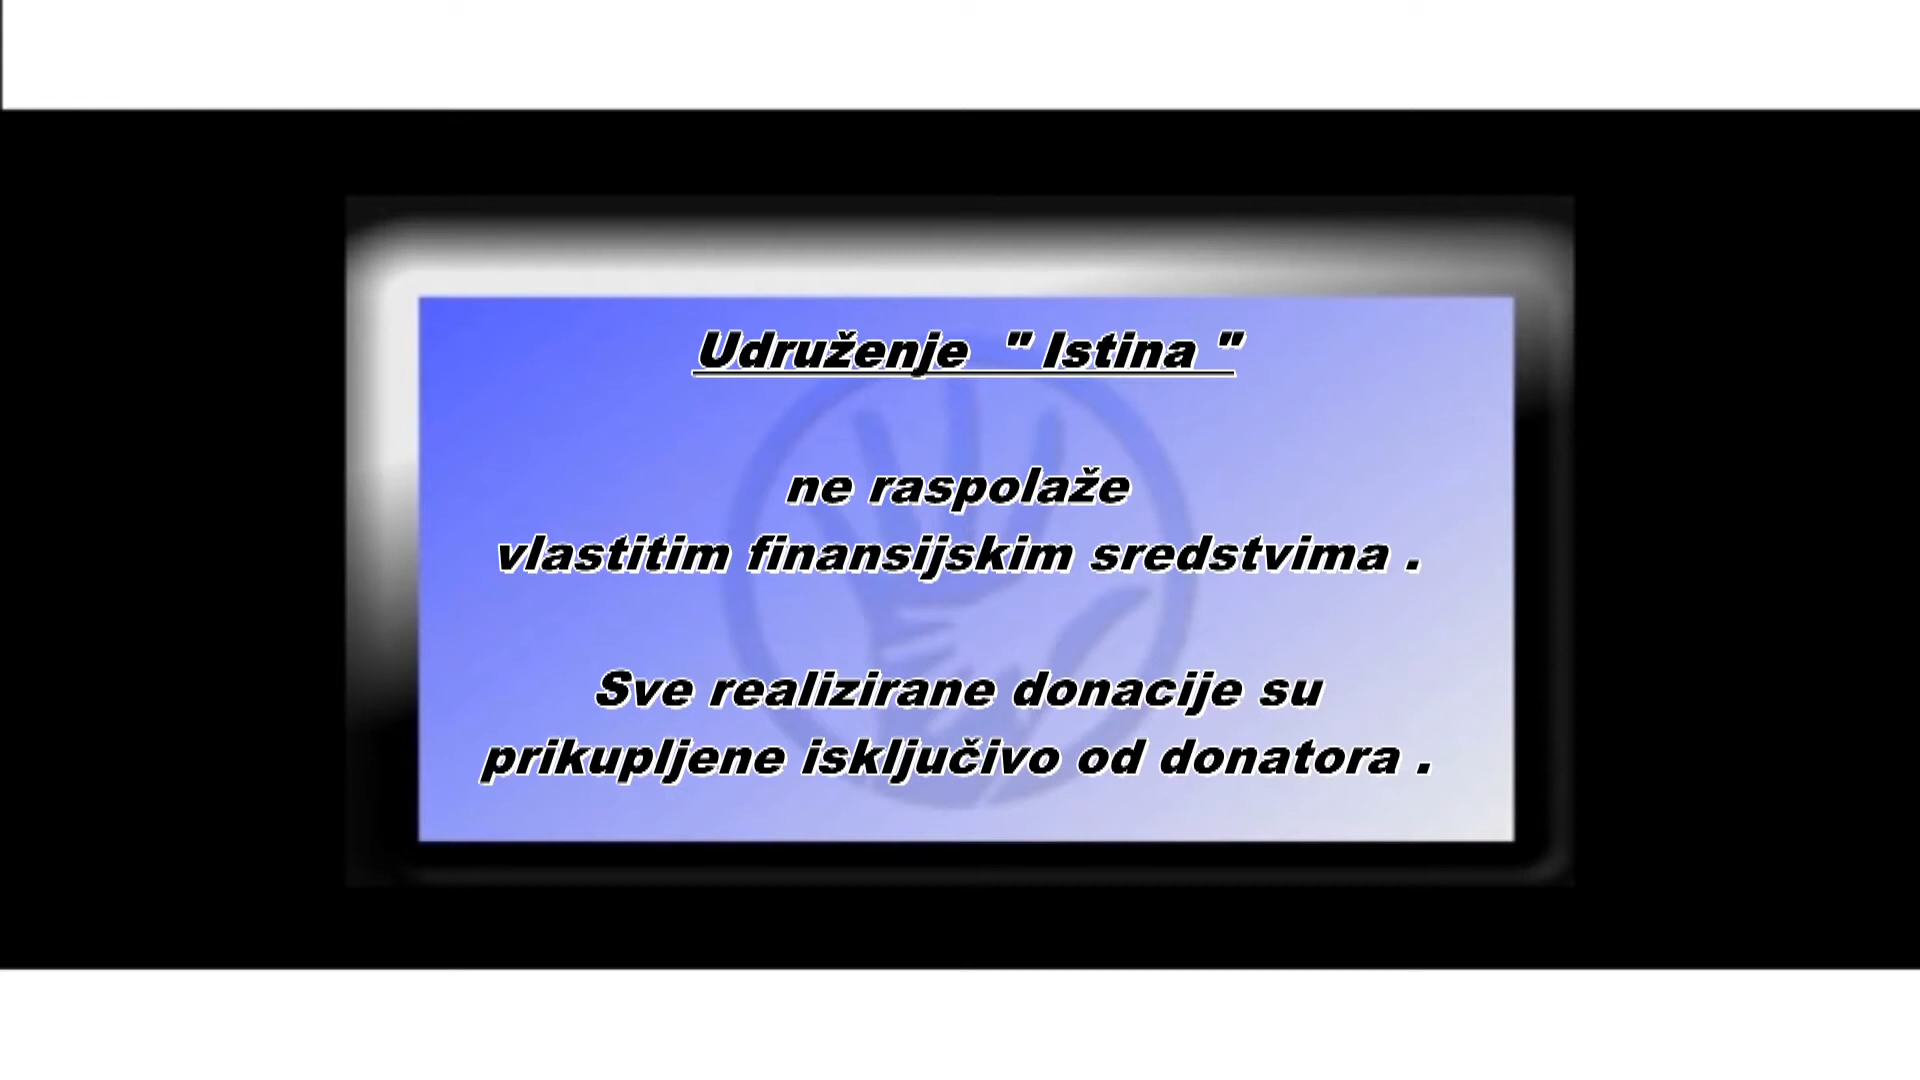 Udruženje " Istina "
ne raspolaže
vlastitim finansijskim sredstvima .
Sve realizirane donacije su
prikupljene isključivo od donatora .